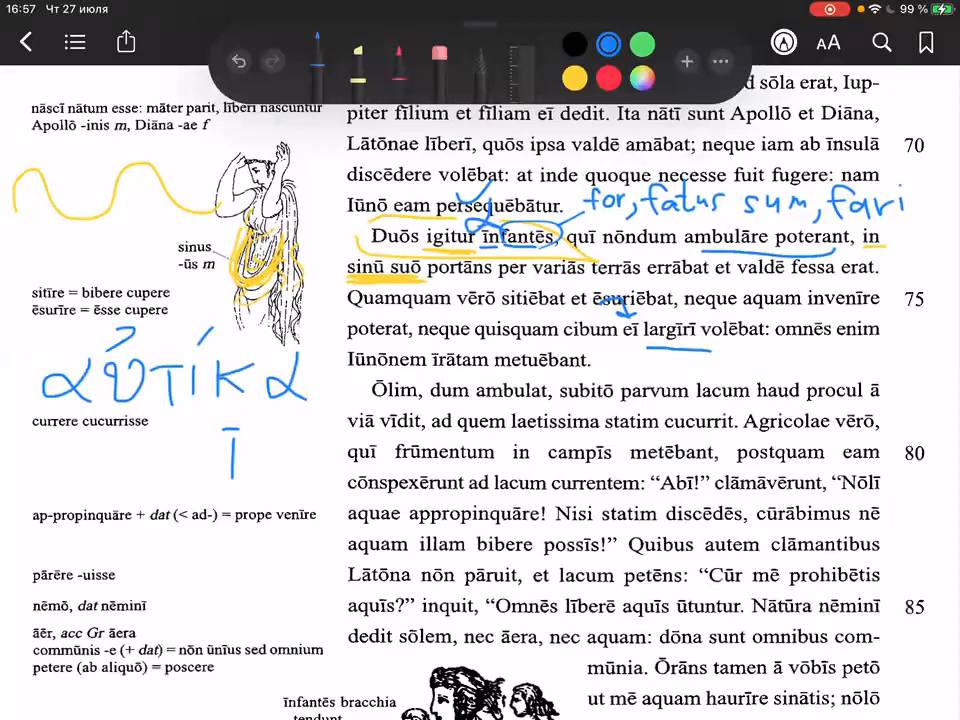 16:57 Чт 27 июля
99 %
AA
nāscī nātum esse: māter parit, līberī nāscuntur
Apollō -inis m, Diāna -ae f
sinus
-ūs m
sitīre = bibere cupere
ēsurīre = ēsse cupere
αὐτίκα
ī
currere cucurrisse
ap-propinquāre + dat (< ad-) = prope venīre
pārēre -uisse
nēmō, dat nēminī
āēr, acc Gr āera
commūnis -e (+ dat) = nōn ūnīus sed omnium
petere (ab aliquō) = poscere
īnfantēs bracchia
tendunt
sōla erat, Iup-
piter fīlium et fīliam eī dedit. Ita nātī sunt Apollō et Diāna,
Lātōnae līberī, quōs ipsa valdē amābat; neque iam ab īnsulā
70
discēdere volēbat: at inde quoque necesse fuit fugere: nam
Iūnō eam persequēbātur.
for, fatus sum, fari
α
Duōs igitur īnfantēs, quī nōndum ambulāre poterant, in
sinū suō portāns per variās terrās errābat et valdē fessa erat.
Quamquam vērō sitiēbat et ēsuriēbat, neque aquam invenīre
75
poterat, neque quisquam cibum eī largīrī volēbat: omnēs enim
Iūnōnem īrātam metuēbant.
Ōlim, dum ambulat, subitō parvum lacum haud procul ā
viā vīdit, ad quem laetissima statim cucurrit. Agricolae vērō,
quī frūmentum in campīs metēbant, postquam eam
80
cōnspexērunt ad lacum currentem: “Abī!” clāmāvērunt, “Nōlī
aquae appropinquāre! Nisi statim discēdēs, cūrābimus nē
aquam illam bibere possīs!” Quibus autem clāmantibus
Lātōna nōn pāruit, et lacum petēns: “Cūr mē prohibētis
aquīs?” inquit, “Omnēs līberē aquīs ūtuntur. Nātūra nēminī
85
dedit sōlem, nec āera, nec aquam: dōna sunt omnibus com-
mūnia. Ōrāns tamen ā vōbīs petō
ut mē aquam haurīre sinātis; nōlō